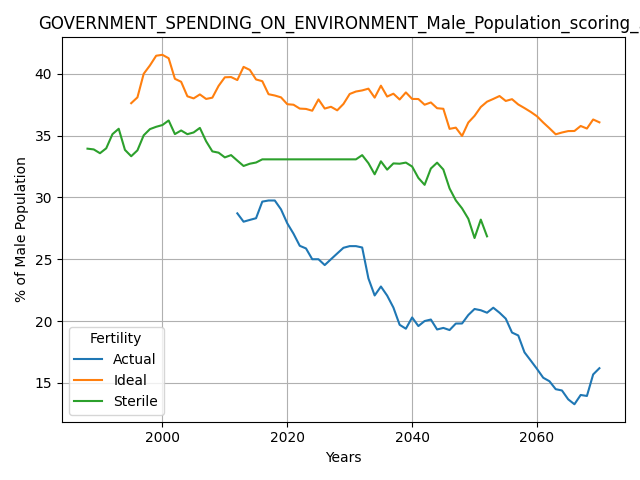 GOVERNMENT_SPENDING_ON_ENVIRONMENT_Male_Population_scoring_
40
35
30
25
20
15
% of Male Population
Fertility
Actual
Ideal
Sterile
2000 2020 2040 2060
Years